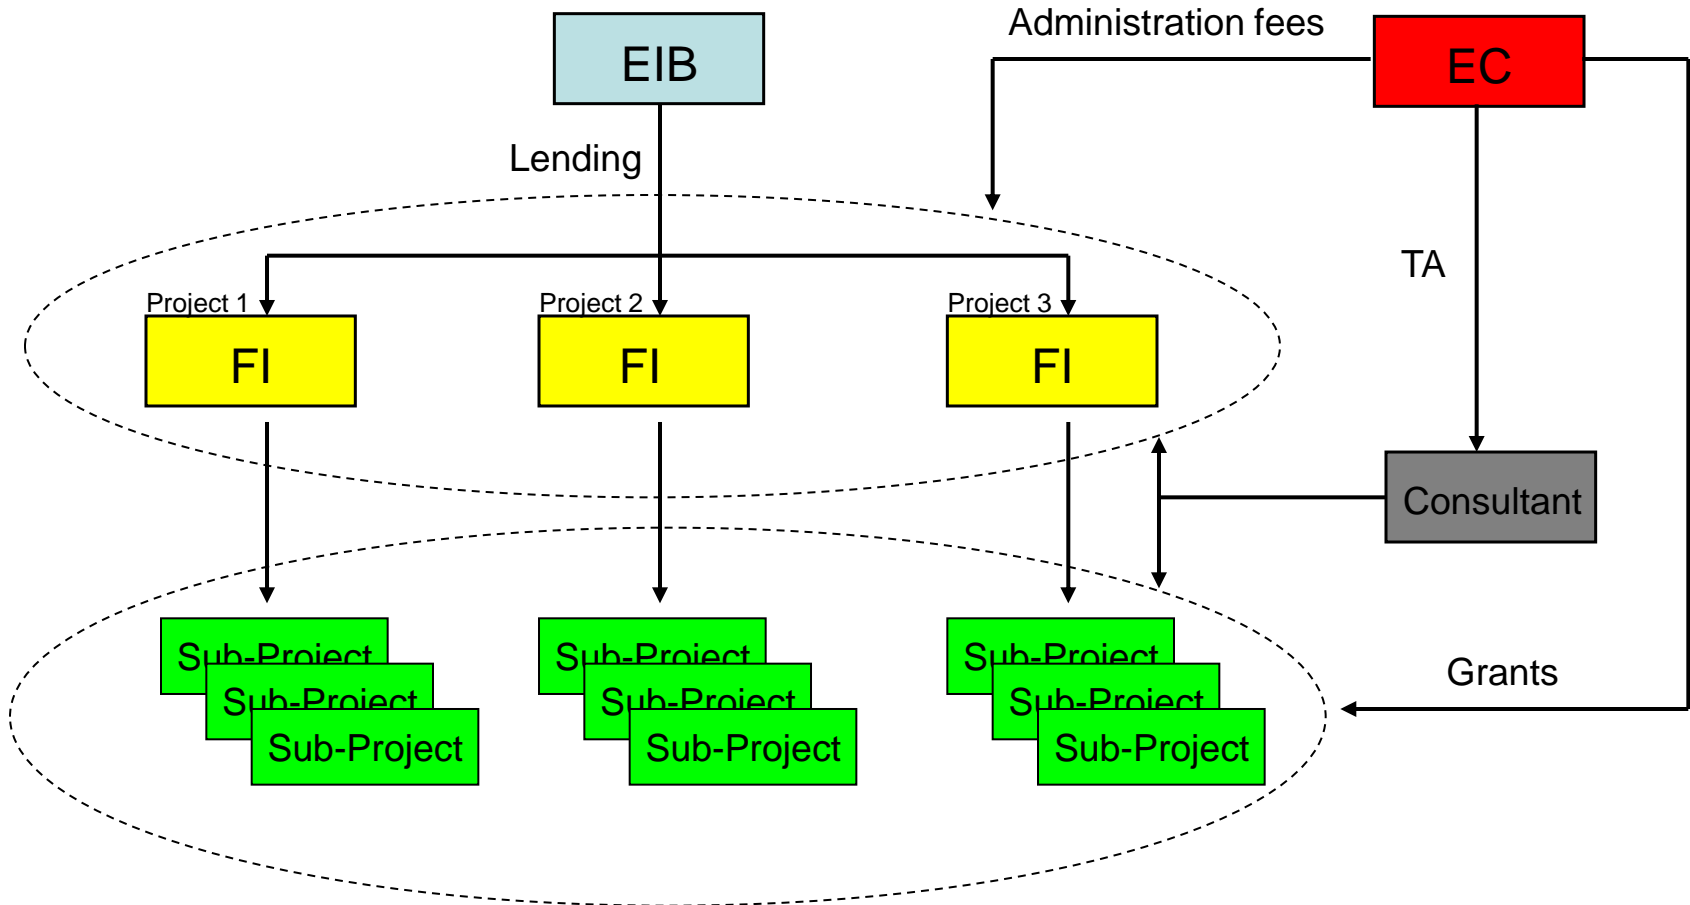 Administration fees
EIB
EC
Lending
TA
Project 1
Project 2
Project 3
FI
FI
FI
Consultant
Sub-Project
Sub-Project
Sub-Project
Sub-Project
Sub-Project
Sub-Project
Sub-Project
Sub-Project
Sub-Project
Grants